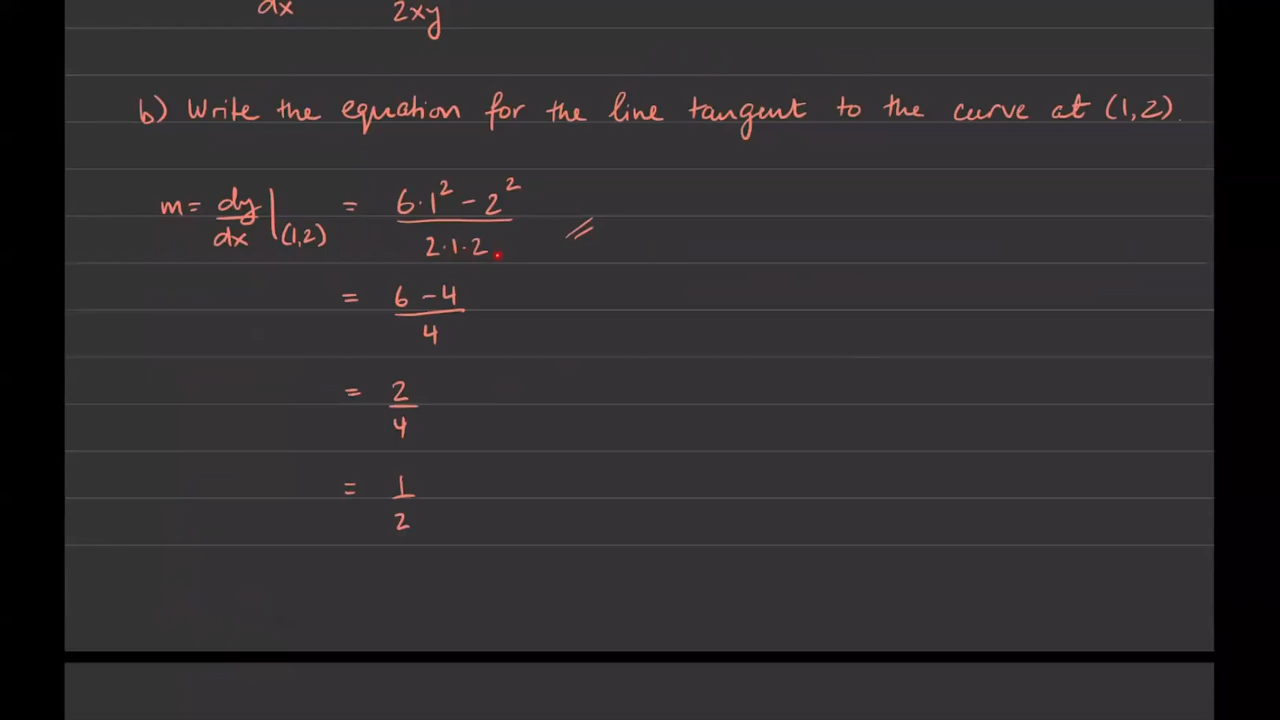 dx 2xy
b) Write the equation for the line tangent to the curve at (1,2).
m = dy/dx |(1,2) = (6·1² - 2²)/(2·1·2) //
= (6 - 4)/4
= 2/4
= 1/2